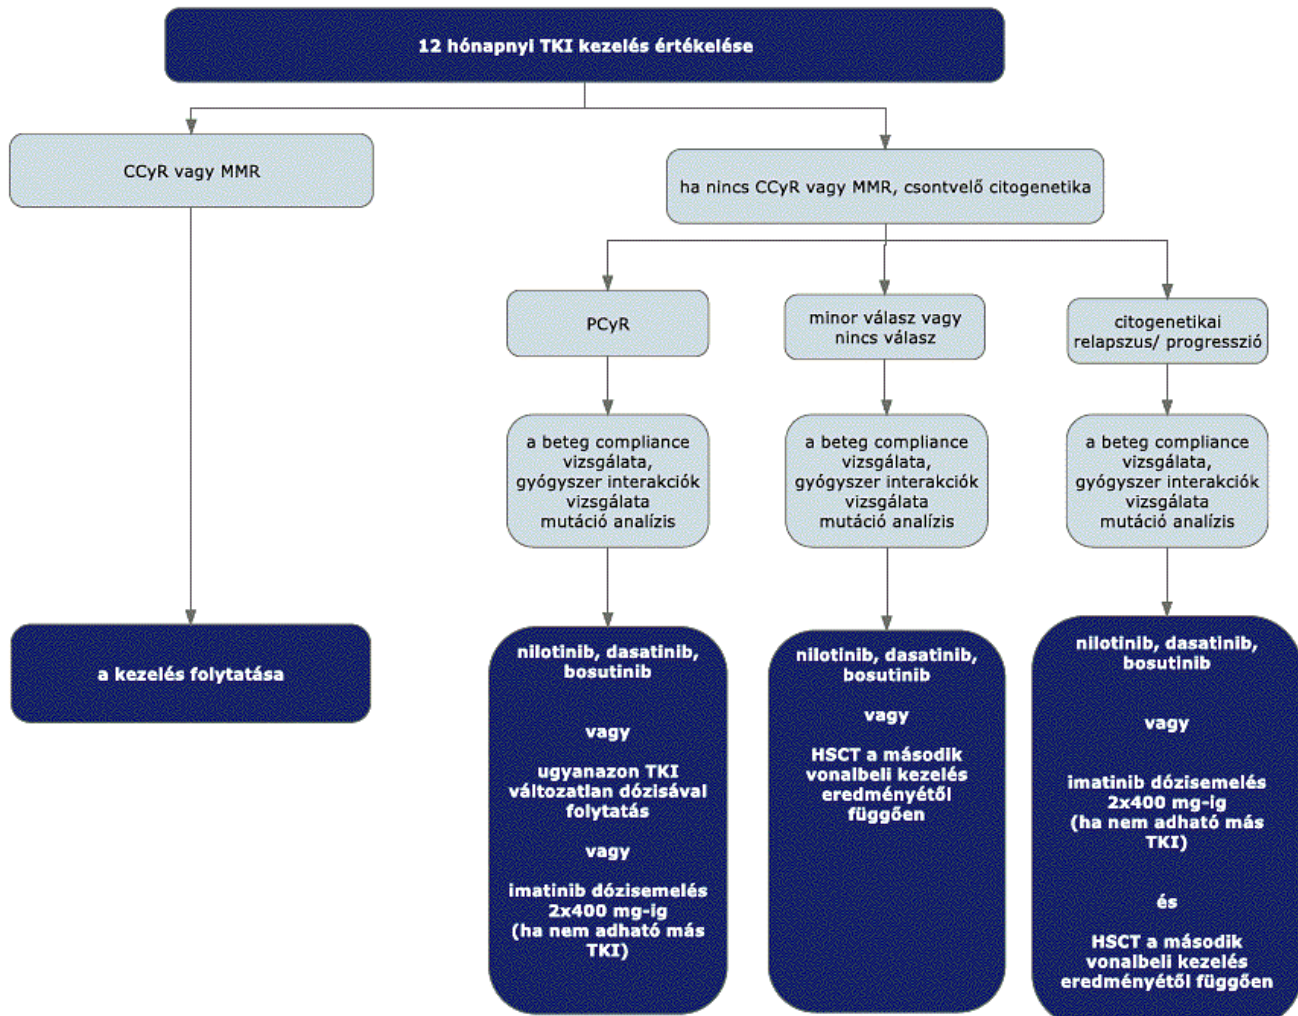 12 hónapnyi TKI kezelés értékelése
CCyR vagy MMR
ha nincs CCyR vagy MMR, csontvelő citogenetika
PCyR
minor válasz vagy
nincs válasz
citogenetikai
relapszus/ progresszió
a beteg compliance
vizsgálata,
gyógyszer interakciók
vizsgálata
mutáció analízis
a beteg compliance
vizsgálata,
gyógyszer interakciók
vizsgálata
mutáció analízis
a beteg compliance
vizsgálata,
gyógyszer interakciók
vizsgálata
mutáció analízis
a kezelés folytatása
nilotinib, dasatinib,
bosutinib
vagy
ugyanazon TKI
változatlan dózisával
folytatás
vagy
imatinib dózisemelés
2x400 mg-ig
(ha nem adható más
TKI)
nilotinib, dasatinib,
bosutinib
vagy
HSCT a második
vonalbeli kezelés
eredményétől
függően
nilotinib, dasatinib,
bosutinib
vagy
imatinib dózisemelés
2x400 mg-ig
(ha nem adható más
TKI)
és
HSCT a második
vonalbeli kezelés
eredményétől függően